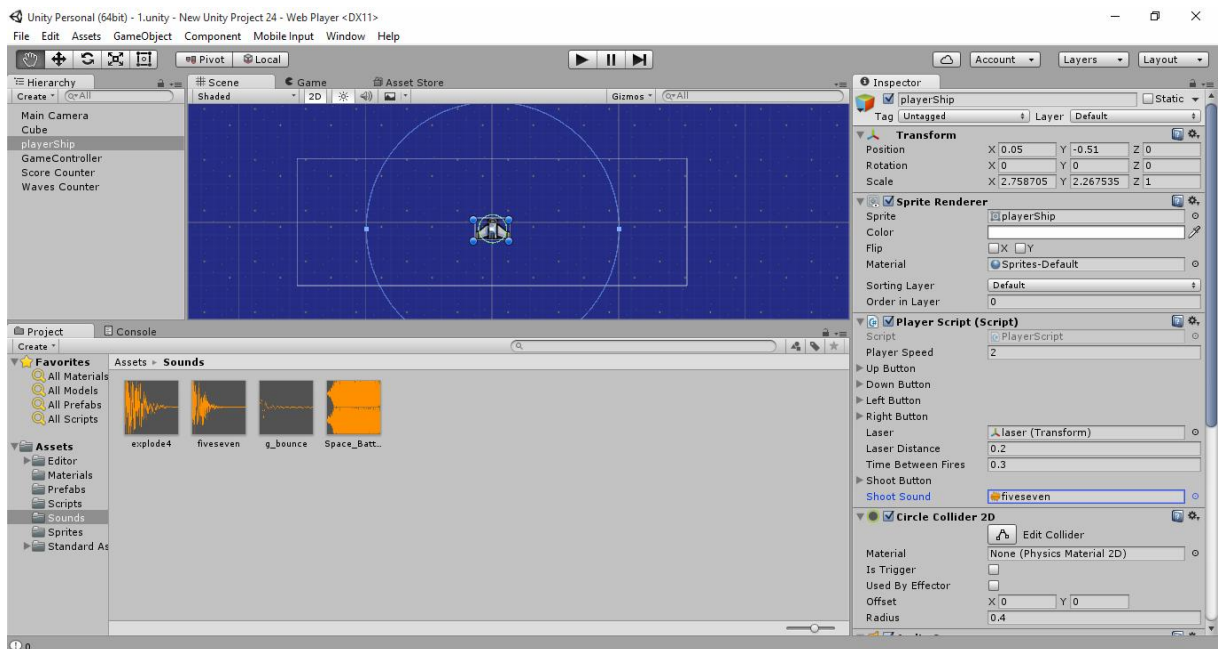 Unity Personal (64bit) - 1.unity - New Unity Project 24 - Web Player <DX11>
File Edit Assets GameObject Component Mobile Input Window Help
Pivot Local Account Layers Layout
Hierarchy
Create All
Main Camera
Cube
playerShip
GameController
Score Counter
Waves Counter
Scene Game Asset Store
Shaded 2D Gizmos All
Project Console
Create
Favorites
All Materials
All Models
All Prefabs
All Scripts
Assets
Editor
Materials
Prefabs
Scripts
Sounds
Sprites
Standard As
Assets Sounds
explode4 fiveseven g_bounce Space_Batt...
Inspector
playerShip Static
Tag Untagged Layer Default
Transform
Position X 0.05 Y -0.51 Z 0
Rotation X 0 Y 0 Z 0
Scale X 2.758705 Y 2.267535 Z 1
Sprite Renderer
Sprite playerShip
Color
Flip X Y
Material Sprites-Default
Sorting Layer Default
Order in Layer 0
Player Script (Script)
Script PlayerScript
Player Speed 2
Up Button
Down Button
Left Button
Right Button
Laser laser (Transform)
Laser Distance 0.2
Time Between Fires 0.3
Shoot Button
Shoot Sound fiveseven
Circle Collider 2D
Edit Collider
Material None (Physics Material 2D)
Is Trigger
Used By Effector
Offset X 0 Y 0
Radius 0.4
0